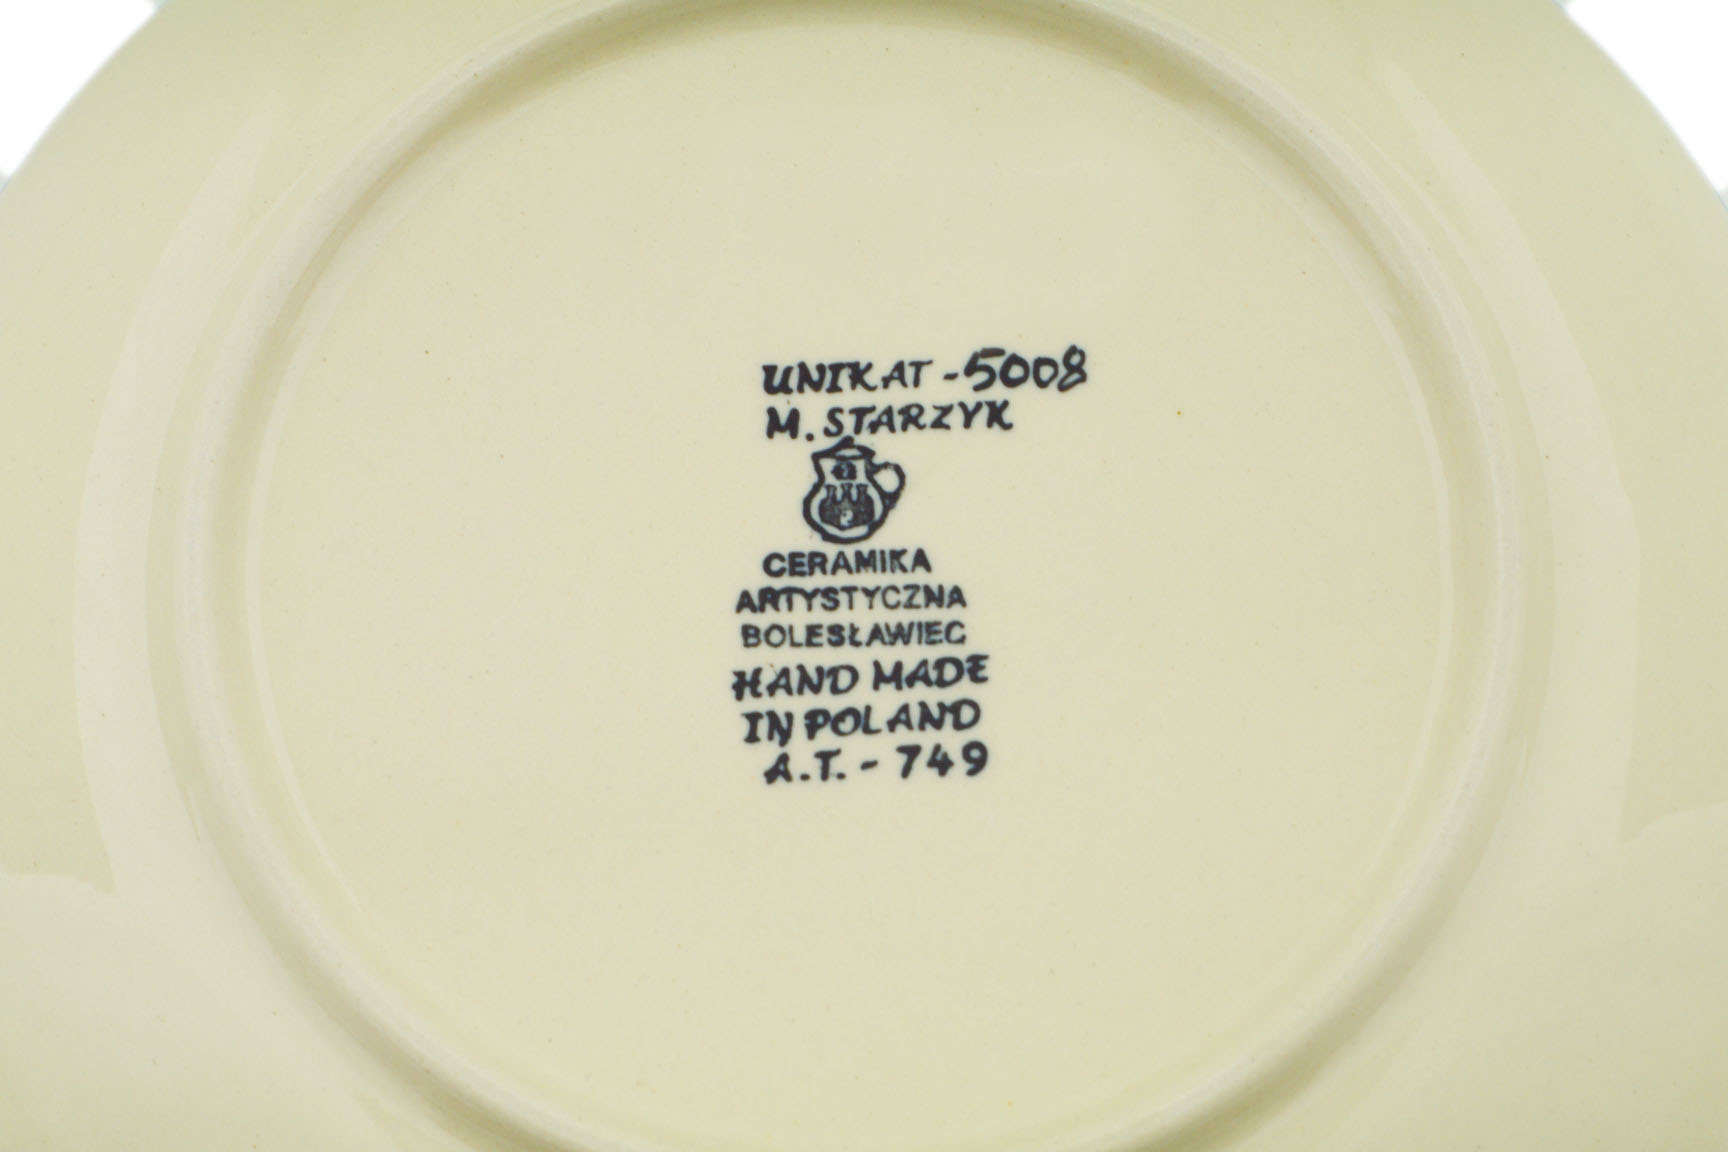 UNIKAT - 5008
M. STARZYK
CERAMIKA
ARTYSTYCZNA
BOLESŁAWIEC
HAND MADE
IN POLAND
A.T. - 749